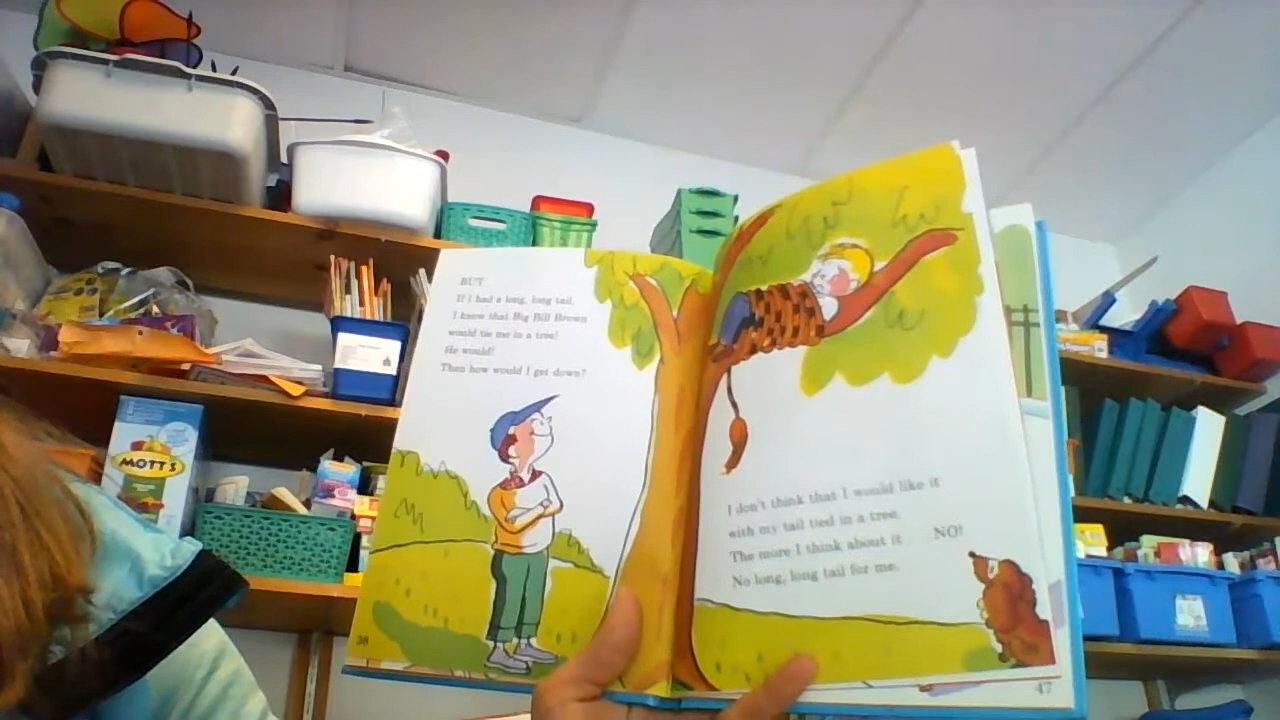 BUT
If I had a long, long tail,
I know that Big Bill Brown
would tie me in a tree!
He would!
Then how would I get down?
38
I don't think that I would like it
with my tail tied in a tree.
The more I think about it NO!
No long, long tail for me.
47
MOTT'S